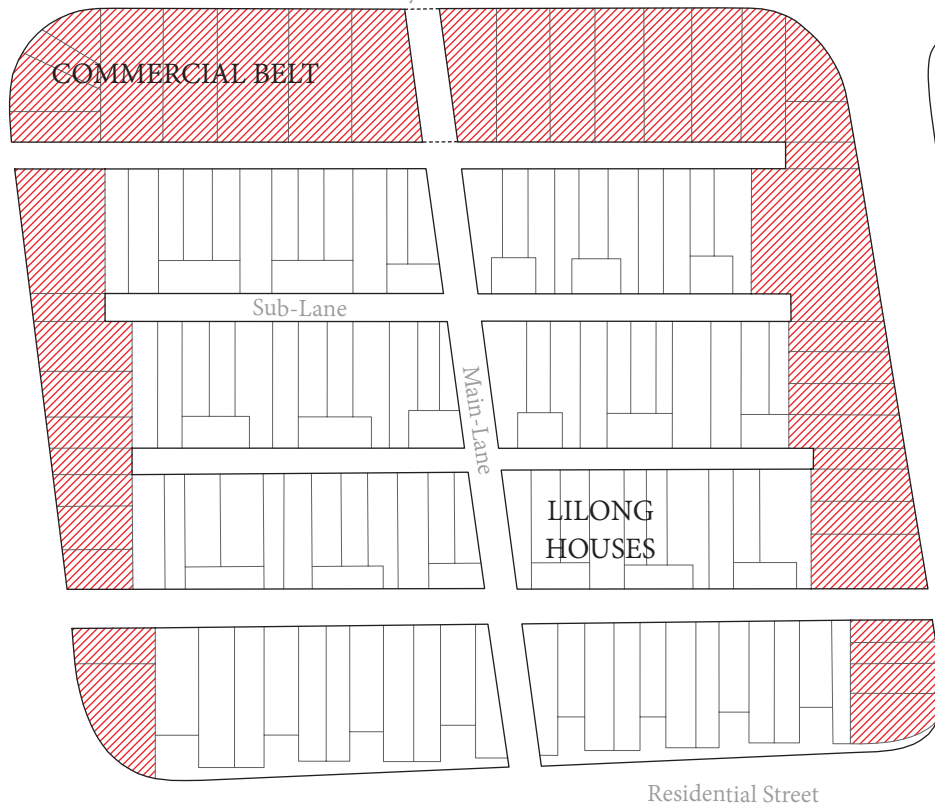 COMMERCIAL BELT
Sub-Lane
Main-Lane
LILONG
HOUSES
Residential Street